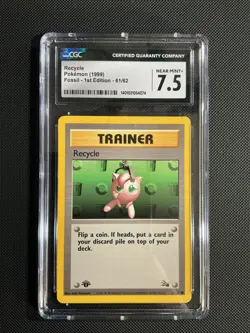 CGC
CERTIFIED GUARANTY COMPANY
Recycle
Pokémon (1999)
Fossil - 1st Edition - 61/62
NEAR MINT+
7.5
TRAINER
Recycle
Flip a coin. If heads, put a card in
your discard pile on top of your
deck.